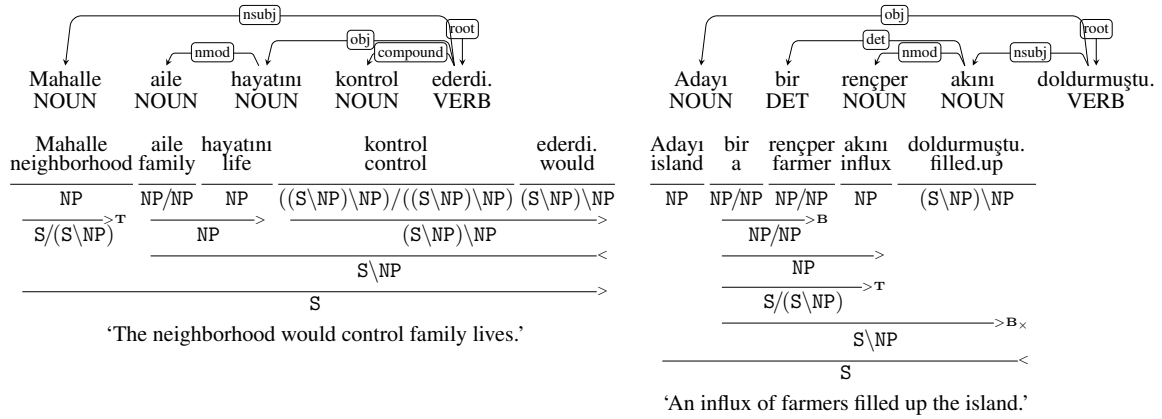 nsubj root
obj
nmod compound
Mahalle aile hayatını kontrol ederdi.
NOUN NOUN NOUN NOUN VERB
Mahalle aile hayatını kontrol ederdi.
neighborhood family life control would
NP NP/NP NP ((S\NP)\NP)/((S\NP)\NP) (S\NP)\NP
>T > >
S/(S\NP) NP (S\NP)\NP
<
S\NP
>
S
‘The neighborhood would control family lives.’
obj root
det
nmod nsubj
Adayı bir rençper akını doldurmuştu.
NOUN DET NOUN NOUN VERB
Adayı bir rençper akını doldurmuştu.
island a farmer influx filled.up
NP NP/NP NP/NP NP (S\NP)\NP
>B
NP/NP
>
NP
>T
S/(S\NP)
>B×
S\NP
<
S
‘An influx of farmers filled up the island.’